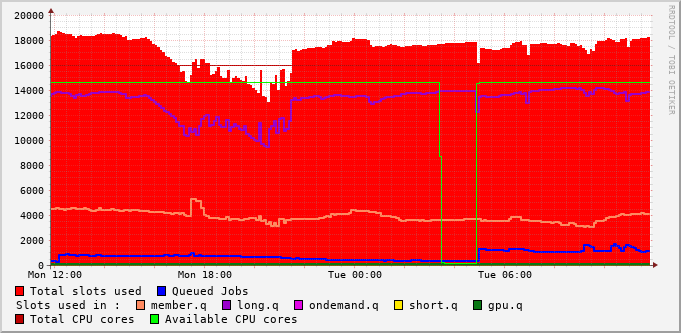 20000
18000
16000
14000
12000
10000
8000
6000
4000
2000
0
Mon 12:00 Mon 18:00 Tue 00:00 Tue 06:00
Total slots used Queued Jobs
Slots used in : member.q long.q ondemand.q short.q gpu.q
Total CPU cores Available CPU cores
RRDTOOL / TOBI OETIKER